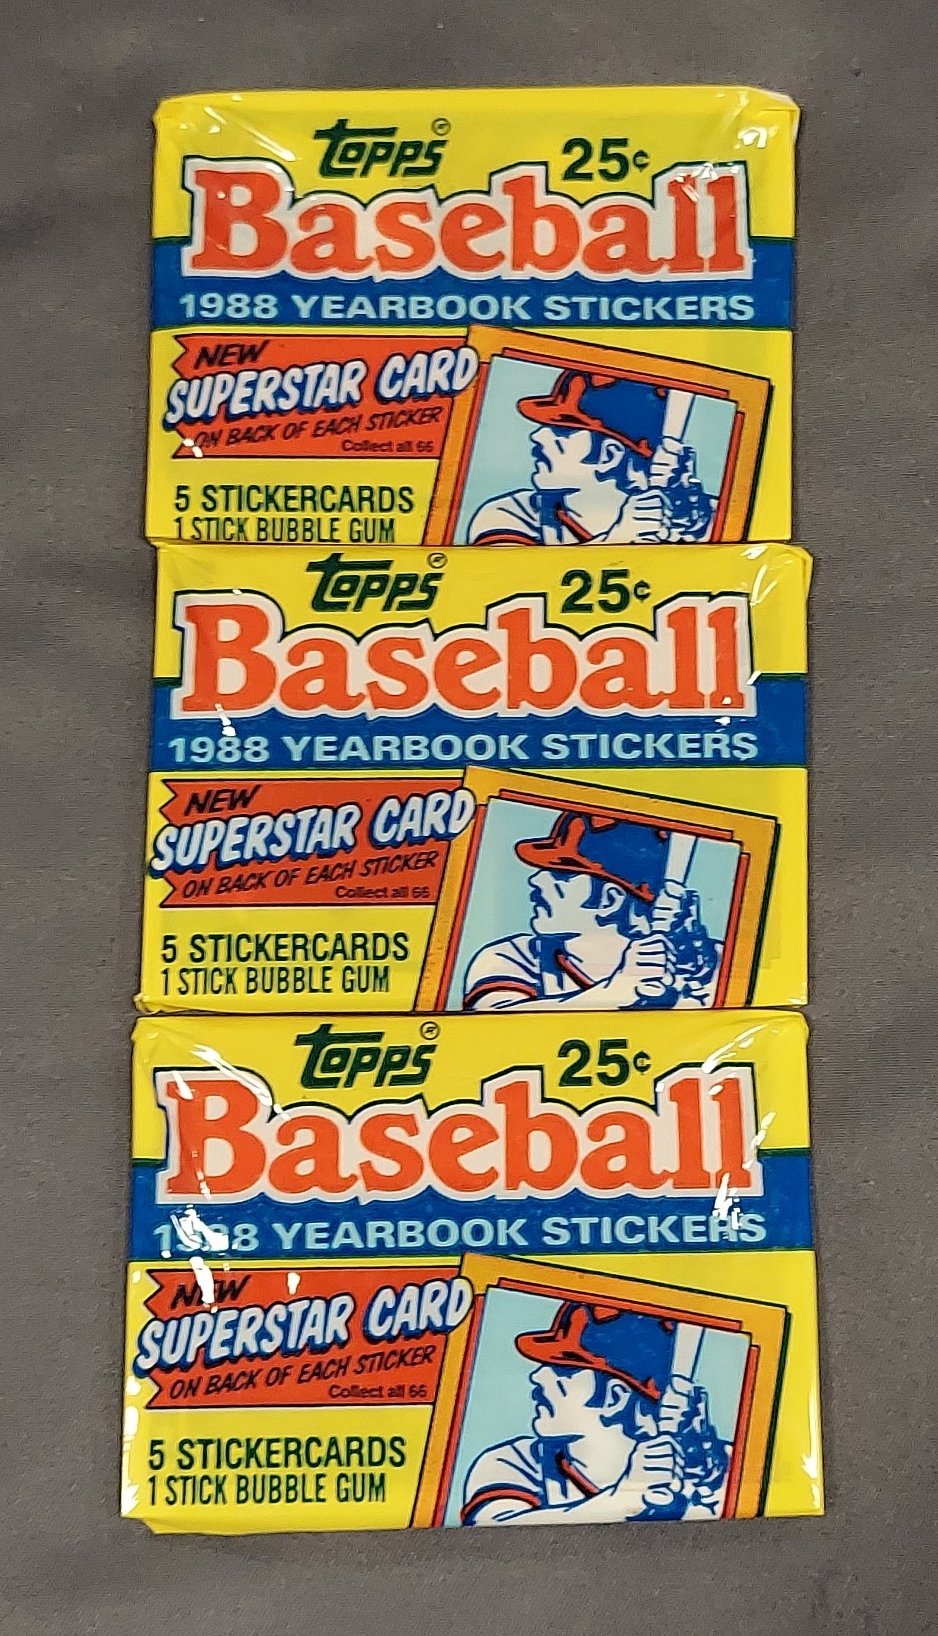 Topps® 25¢
Baseball
1988 YEARBOOK STICKERS
NEW
SUPERSTAR CARD
ON BACK OF EACH STICKER
Collect all 66
5 STICKERCARDS
1 STICK BUBBLE GUM
Topps® 25¢
Baseball
1988 YEARBOOK STICKERS
NEW
SUPERSTAR CARD
ON BACK OF EACH STICKER
Collect all 66
5 STICKERCARDS
1 STICK BUBBLE GUM
Topps® 25¢
Baseball
1988 YEARBOOK STICKERS
NEW
SUPERSTAR CARD
ON BACK OF EACH STICKER
Collect all 66
5 STICKERCARDS
1 STICK BUBBLE GUM